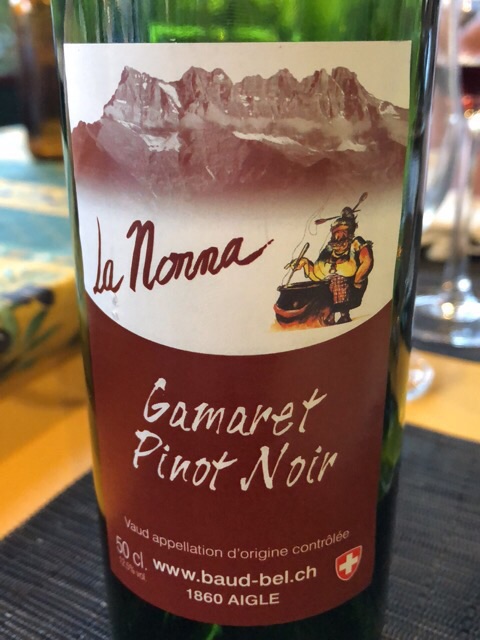 La Nonna
Gamaret
Pinot Noir
Vaud appellation d'origine contrôlée
50 cl.
www.baud-bel.ch
1860 AIGLE